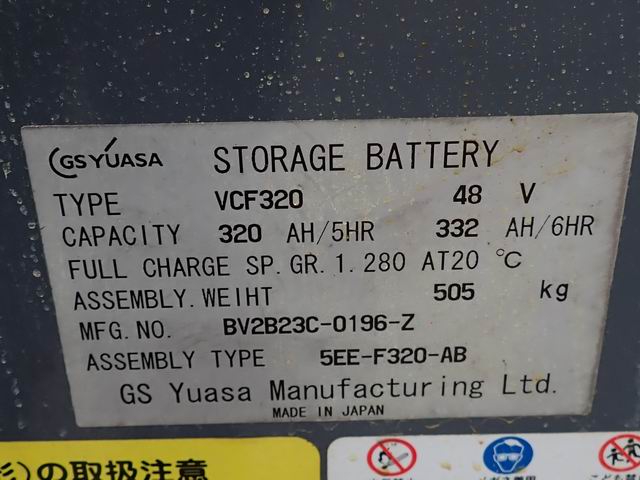 GS YUASA STORAGE BATTERY
TYPE VCF320 48 V
CAPACITY 320 AH/5HR 332 AH/6HR
FULL CHARGE SP.GR.1.280 AT20 ℃
ASSEMBLY.WEIHT 505 kg
MFG.NO. BV2B23C-0196-Z
ASSEMBLY TYPE 5EE-F320-AB
GS Yuasa Manufacturing Ltd.
MADE IN JAPAN
)の取扱注意